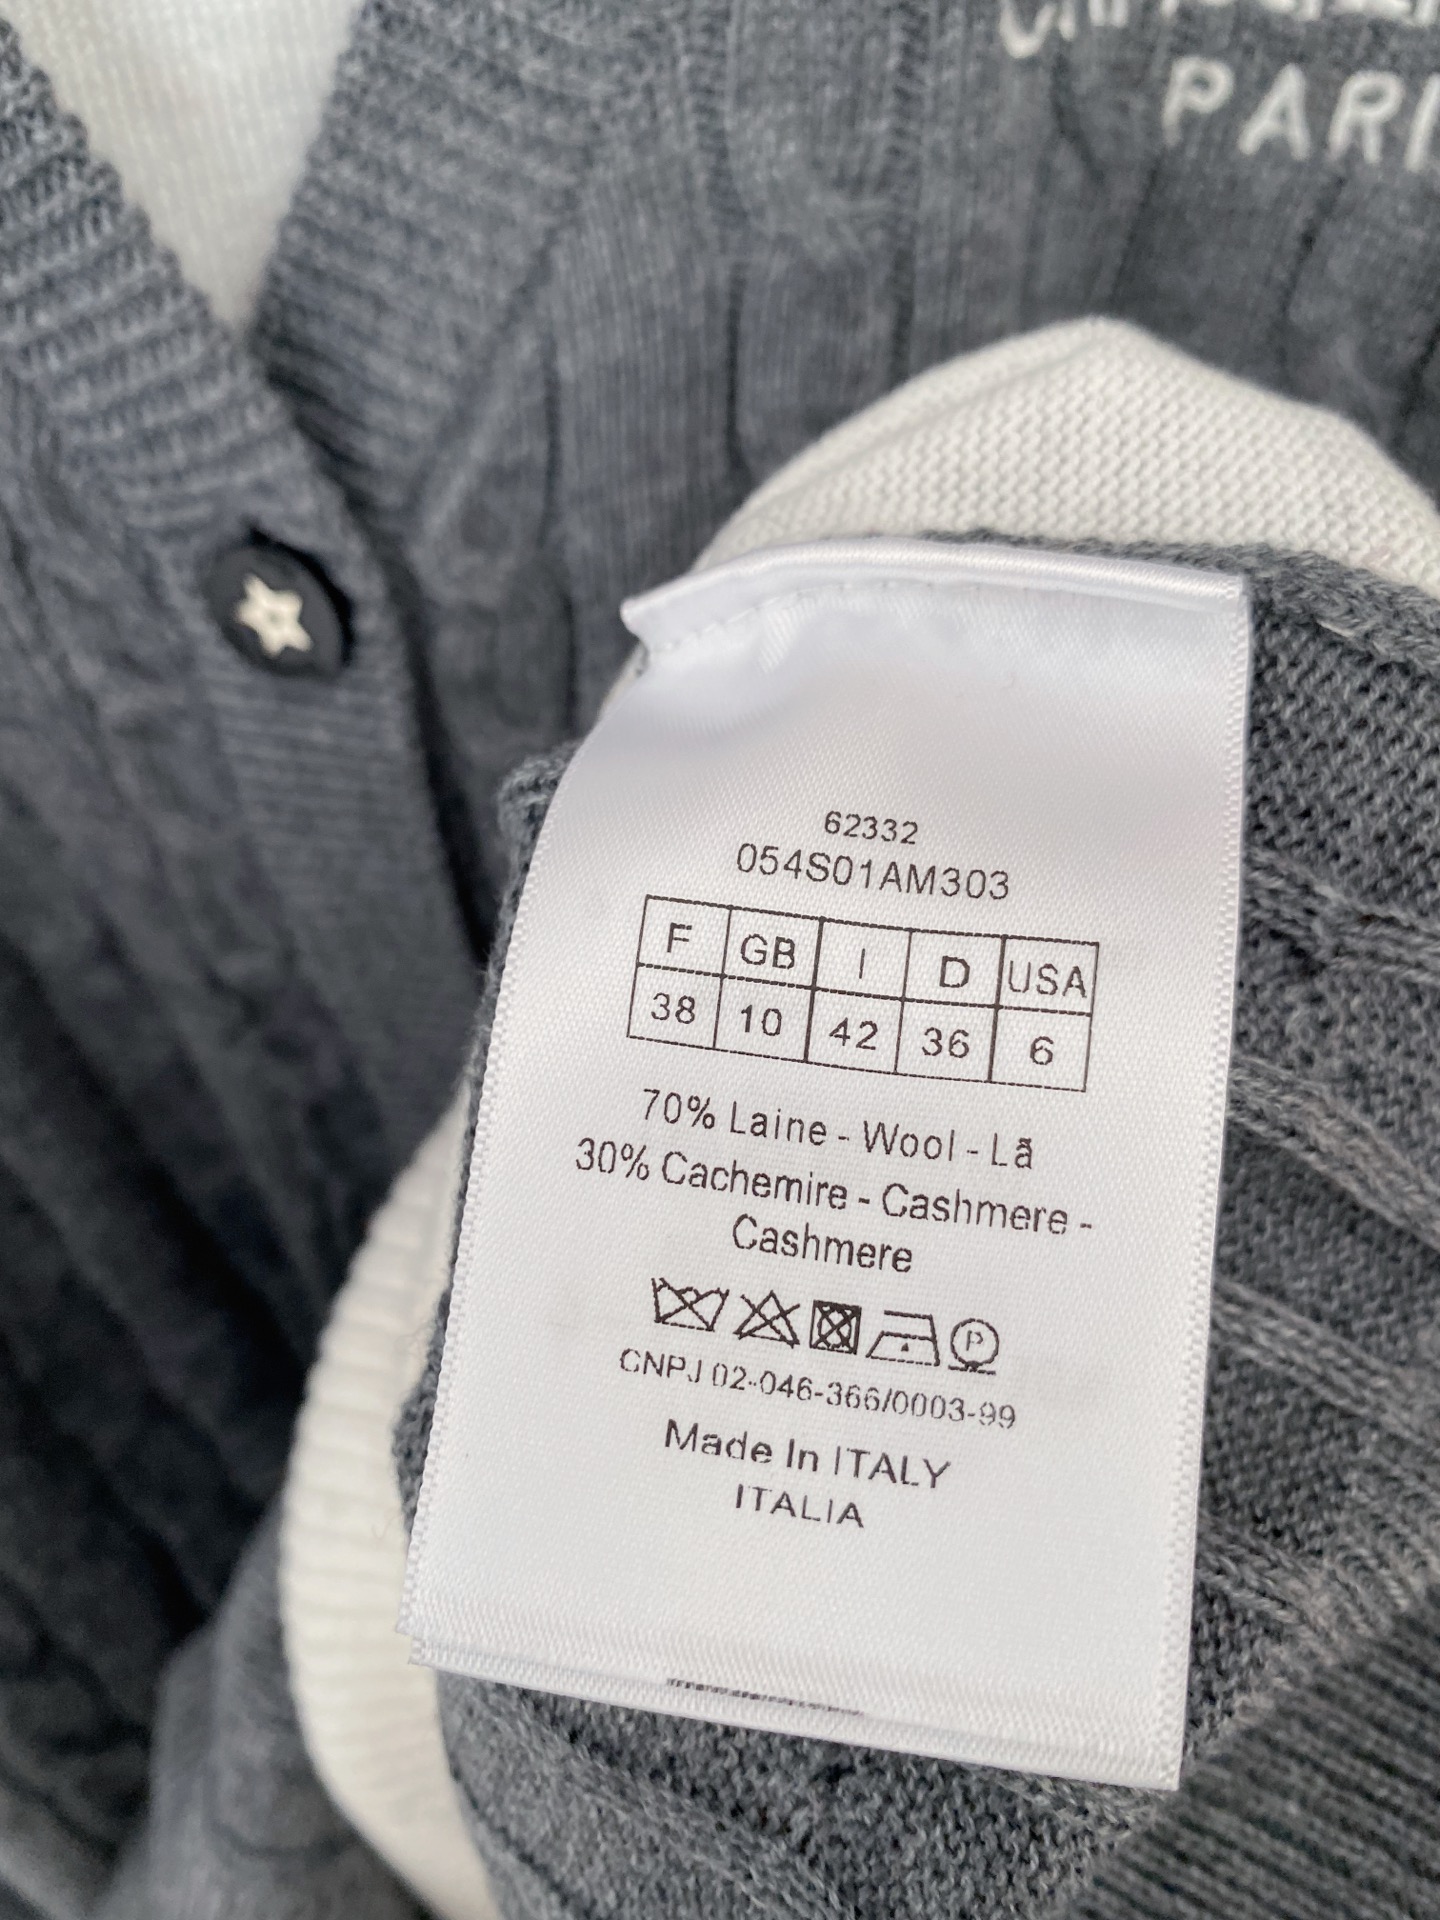 PARI
62332
054S01AM303
F GB I D USA
38 10 42 36 6
70% Laine - Wool - Lã
30% Cachemire - Cashmere -
Cashmere
P
CNPJ 02-046-366/0003-99
Made In ITALY
ITALIA